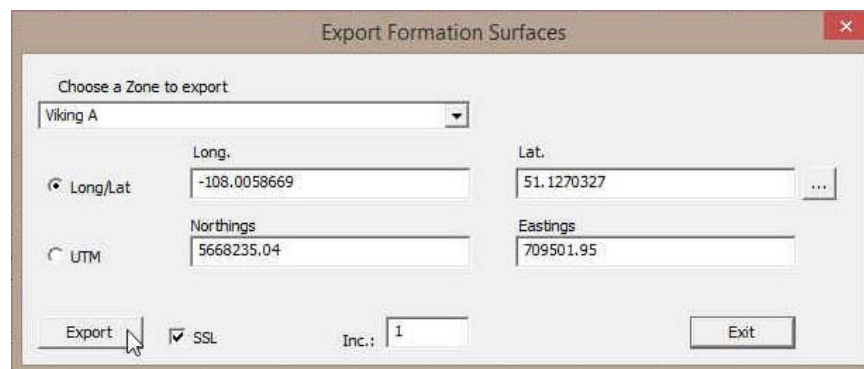 Export Formation Surfaces
Choose a Zone to export
Viking A
Long. Lat.
Long/Lat -108.0058669 51.1270327 ...
Northings Eastings
UTM 5668235.04 709501.95
Export SSL Inc.: 1 Exit